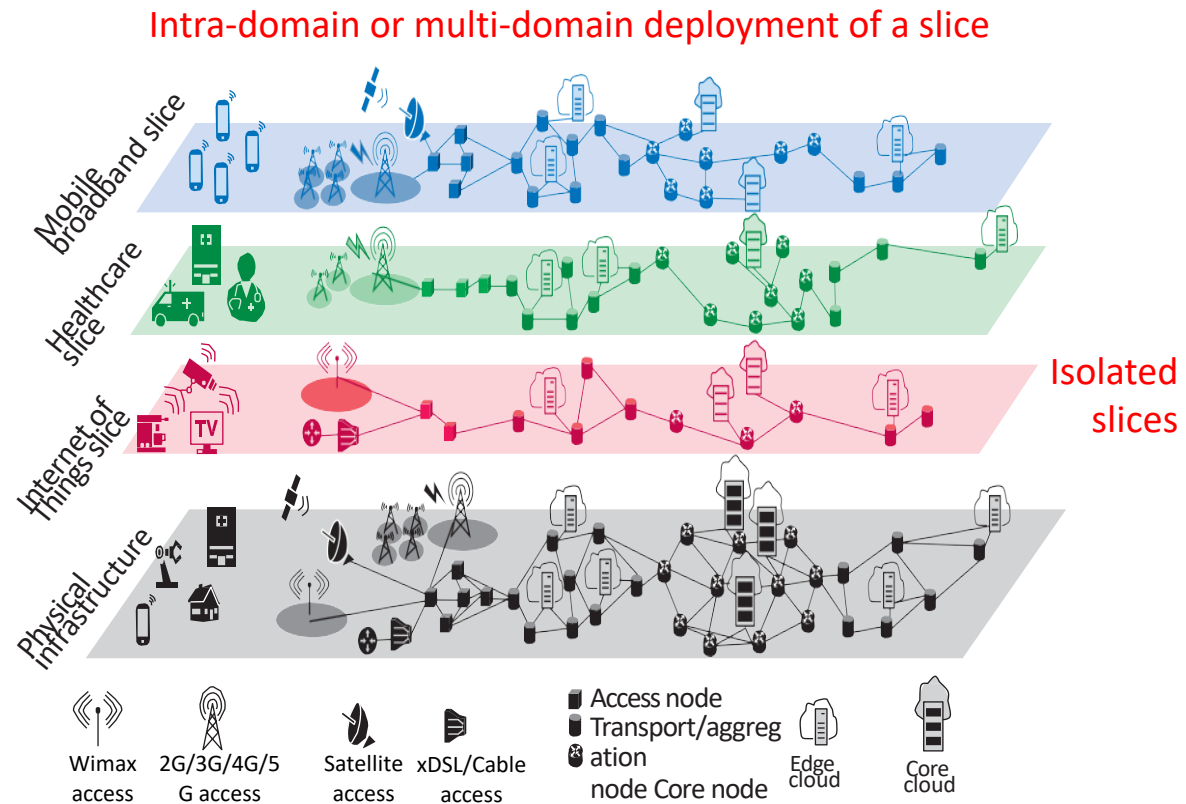 Intra-domain or multi-domain deployment of a slice
Mobile
broadband slice
Healthcare
slice
Internet of
Things slice
TV
Isolated
slices
Physical
infrastructure
Wimax
access
2G/3G/4G/5
G access
Satellite
access
xDSL/Cable
access
Access node
Transport/aggreg
ation
node Core node
Edge
cloud
Core
cloud